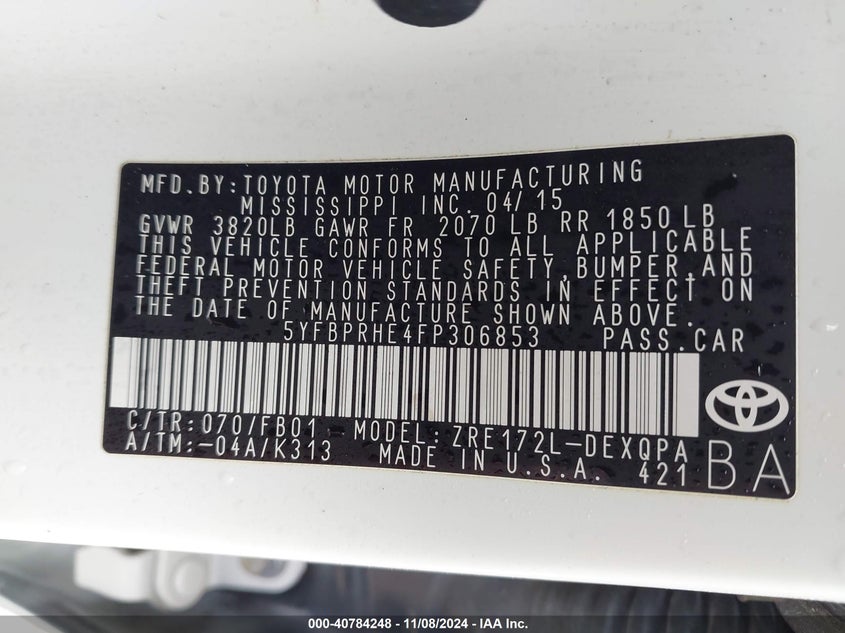 MFD.BY:TOYOTA MOTOR MANUFACTURING
MISSISSIPPI INC. 04/15
GVWR 3820LB GAWR FR 2070 LB RR 1850 LB
THIS VEHICLE CONFORMS TO ALL APPLICABLE
FEDERAL MOTOR VEHICLE SAFETY,BUMPER,AND
THEFT PREVENTION STANDARDS IN EFFECT ON
THE DATE OF MANUFACTURE SHOWN ABOVE.
5YFBPRHE4FP306853 PASS.CAR
C/TR:070/FB01 MODEL:ZRE172L-DEXQPA
A/TM:-04A/K313 MADE IN U.S.A. 421 BA
000-40784248 - 11/08/2024 - IAA Inc.